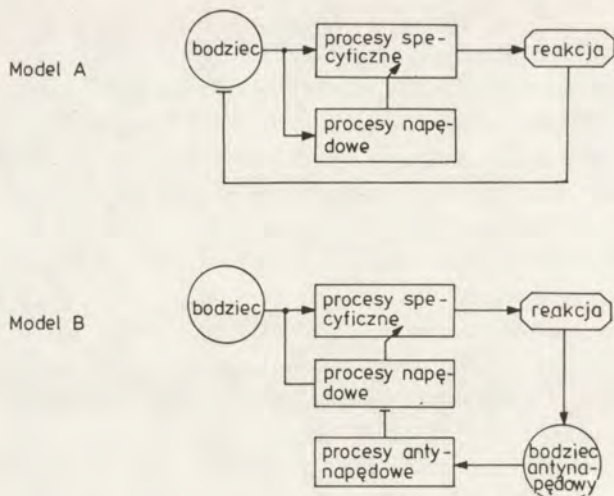 Model A
bodziec
procesy spe-
cyficzne
reakcja
procesy napę-
dowe
Model B
bodziec
procesy spe-
cyficzne
reakcja
procesy napę-
dowe
procesy anty-
napędowe
bodziec
antyna-
pędowy